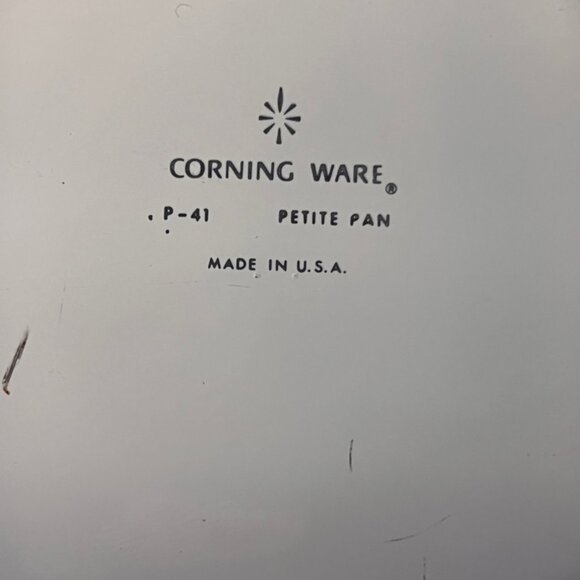 CORNING WARE®
P-41 PETITE PAN
MADE IN U.S.A.